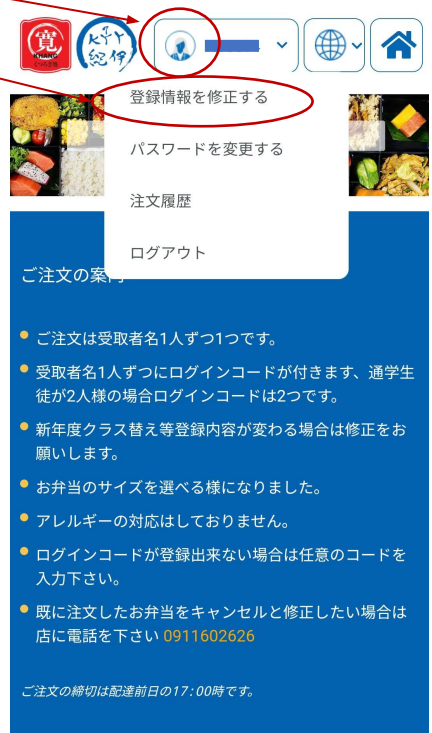 寛
KHANG
くつろぎ処
紀伊
登録情報を修正する
パスワードを変更する
注文履歴
ログアウト
ご注文の案内
ご注文は受取者名1人ずつ1つです。
受取者名1人ずつにログインコードが付きます、通学生
徒が2人様の場合ログインコードは2つです。
新年度クラス替え等登録内容が変わる場合は修正をお
願いします。
お弁当のサイズを選べる様になりました。
アレルギーの対応はしておりません。
ログインコードが登録出来ない場合は任意のコードを
入力下さい。
既に注文したお弁当をキャンセルと修正したい場合は
店に電話を下さい 0911602626
ご注文の締切は配達前日の17:00時です。